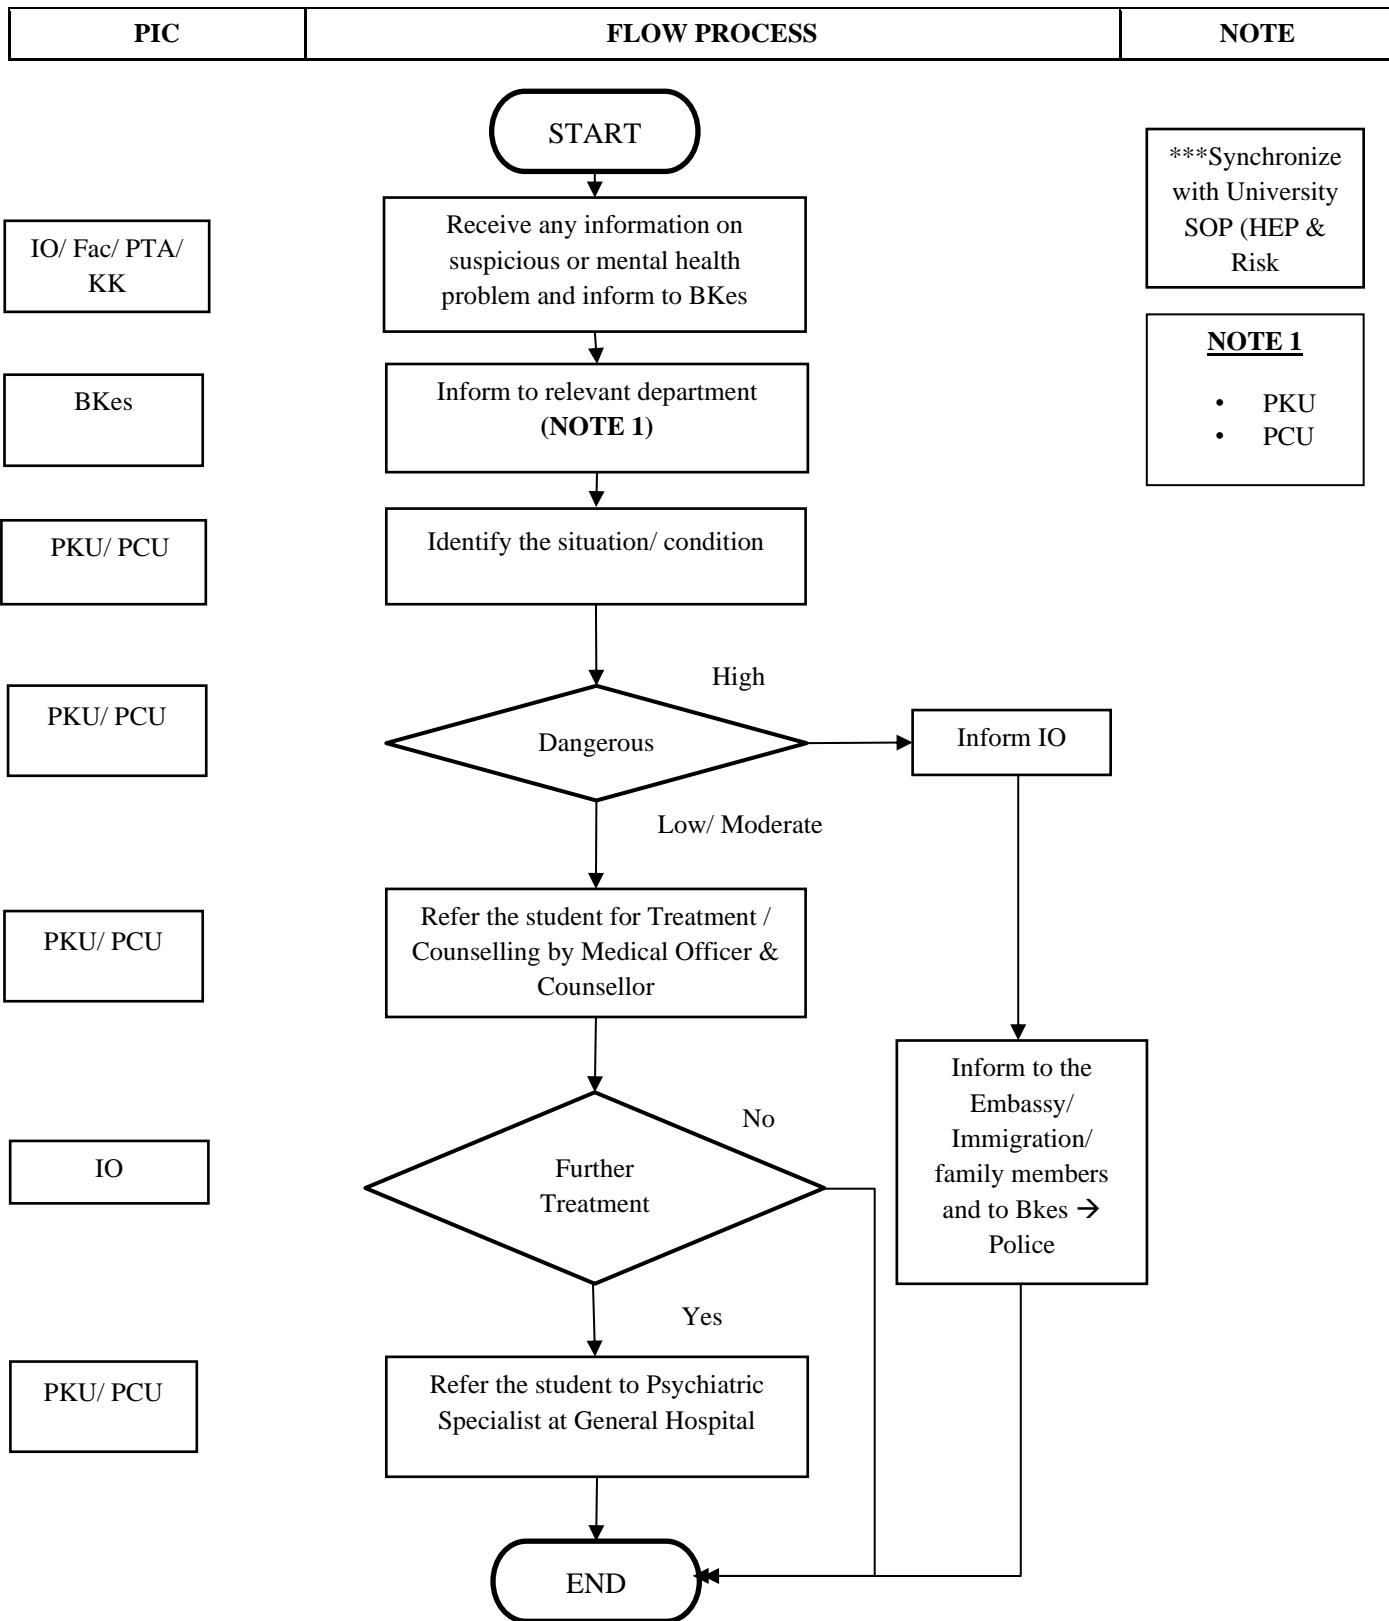 PIC
FLOW PROCESS
NOTE
START
***Synchronize
with University
SOP (HEP &
Risk
IO/ Fac/ PTA/
KK
Receive any information on
suspicious or mental health
problem and inform to BKes
NOTE 1
• PKU
• PCU
BKes
Inform to relevant department
(NOTE 1)
PKU/ PCU
Identify the situation/ condition
High
PKU/ PCU
Dangerous
Inform IO
Low/ Moderate
PKU/ PCU
Refer the student for Treatment /
Counselling by Medical Officer &
Counsellor
Inform to the
Embassy/
Immigration/
family members
and to Bkes →
Police
No
IO
Further
Treatment
Yes
PKU/ PCU
Refer the student to Psychiatric
Specialist at General Hospital
END